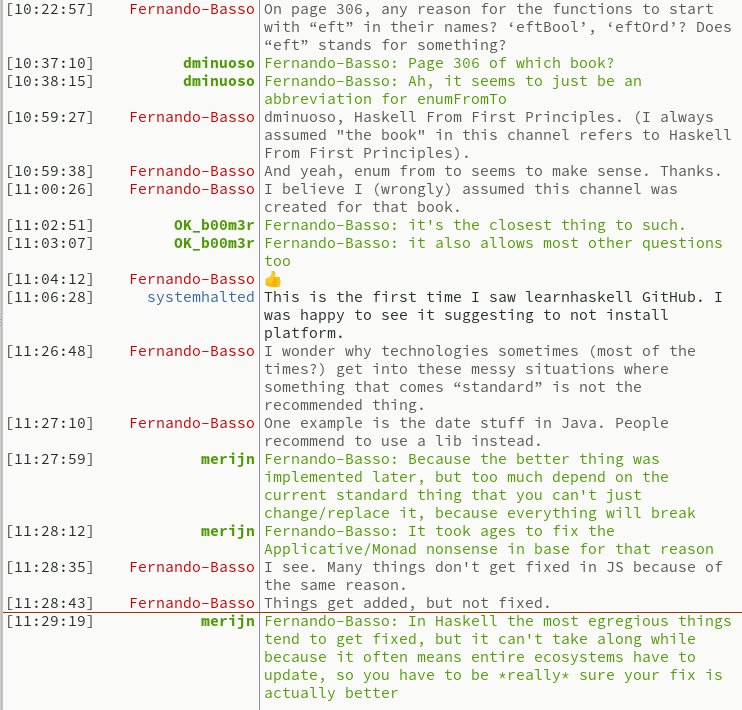 [10:22:57] Fernando-Basso On page 306, any reason for the functions to start
with “eft” in their names? ‘eftBool’, ‘eftOrd’? Does
“eft” stands for something?
[10:37:10] dminuoso Fernando-Basso: Page 306 of which book?
[10:38:15] dminuoso Fernando-Basso: Ah, it seems to just be an
abbreviation for enumFromTo
[10:59:27] Fernando-Basso dminuoso, Haskell From First Principles. (I always
assumed "the book" in this channel refers to Haskell
From First Principles).
[10:59:38] Fernando-Basso And yeah, enum from to seems to make sense. Thanks.
[11:00:26] Fernando-Basso I believe I (wrongly) assumed this channel was
created for that book.
[11:02:51] OK_b00m3r Fernando-Basso: it's the closest thing to such.
[11:03:07] OK_b00m3r Fernando-Basso: it also allows most other questions
too
[11:04:12] Fernando-Basso 👍
[11:06:28] systemhalted This is the first time I saw learnhaskell GitHub. I
was happy to see it suggesting to not install
platform.
[11:26:48] Fernando-Basso I wonder why technologies sometimes (most of the
times?) get into these messy situations where
something that comes “standard” is not the
recommended thing.
[11:27:10] Fernando-Basso One example is the date stuff in Java. People
recommend to use a lib instead.
[11:27:59] merijn Fernando-Basso: Because the better thing was
implemented later, but too much depend on the
current standard thing that you can't just
change/replace it, because everything will break
[11:28:12] merijn Fernando-Basso: It took ages to fix the
Applicative/Monad nonsense in base for that reason
[11:28:35] Fernando-Basso I see. Many things don't get fixed in JS because of
the same reason.
[11:28:43] Fernando-Basso Things get added, but not fixed.
[11:29:19] merijn Fernando-Basso: In Haskell the most egregious things
tend to get fixed, but it can't take along while
because it often means entire ecosystems have to
update, so you have to be *really* sure your fix is
actually better